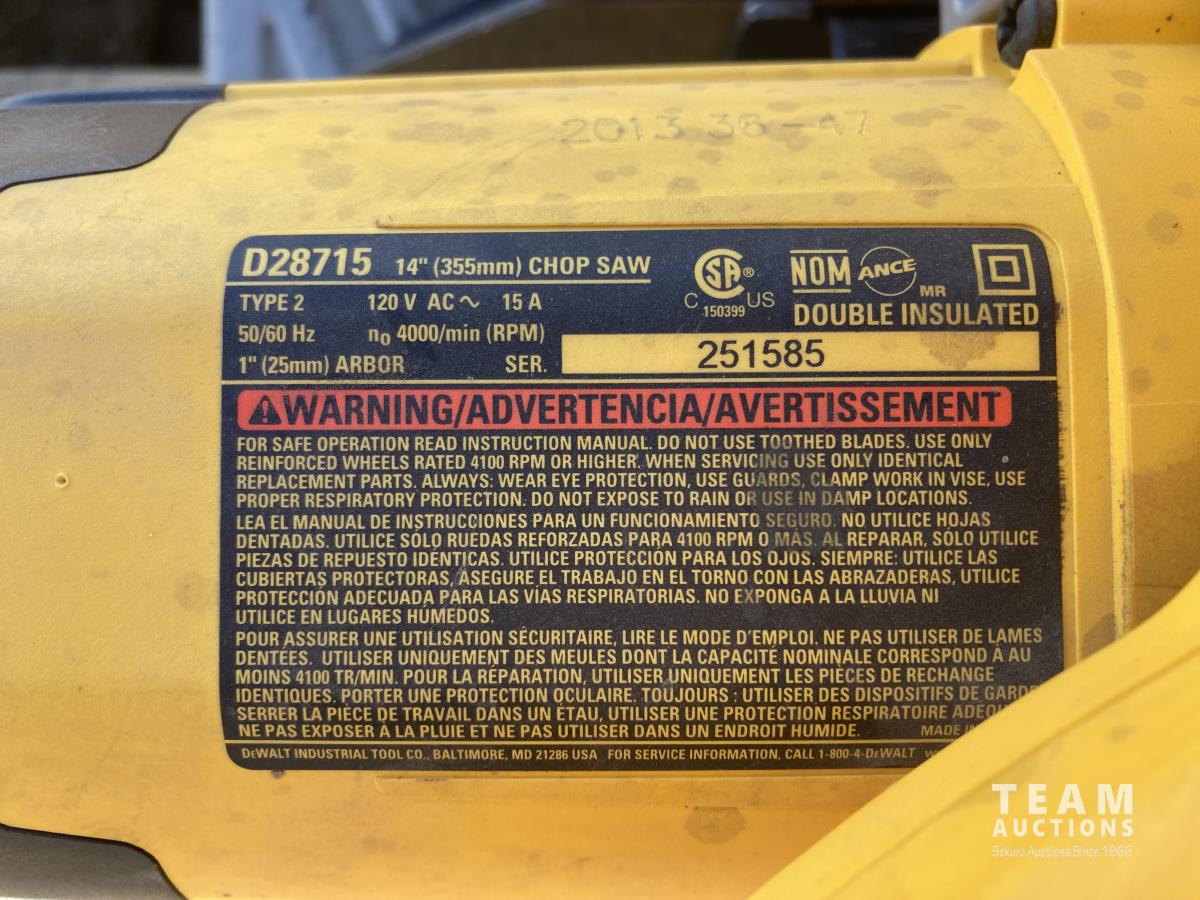 2013 36-47
D28715 14" (355mm) CHOP SAW
TYPE 2 120 V AC ~ 15 A
50/60 Hz n₀ 4000/min (RPM)
1" (25mm) ARBOR SER. 251585
CSA®
C US
150399
NOM ANCE MR
DOUBLE INSULATED
WARNING/ADVERTENCIA/AVERTISSEMENT
FOR SAFE OPERATION READ INSTRUCTION MANUAL. DO NOT USE TOOTHED BLADES. USE ONLY
REINFORCED WHEELS RATED 4100 RPM OR HIGHER. WHEN SERVICING USE ONLY IDENTICAL
REPLACEMENT PARTS. ALWAYS: WEAR EYE PROTECTION, USE GUARDS, CLAMP WORK IN VISE, USE
PROPER RESPIRATORY PROTECTION. DO NOT EXPOSE TO RAIN OR USE IN DAMP LOCATIONS.
LEA EL MANUAL DE INSTRUCCIONES PARA UN FUNCIONAMIENTO SEGURO. NO UTILICE HOJAS
DENTADAS. UTILICE SÓLO RUEDAS REFORZADAS PARA 4100 RPM O MÁS. AL REPARAR, SÓLO UTILICE
PIEZAS DE REPUESTO IDÉNTICAS. UTILICE PROTECCIÓN PARA LOS OJOS. SIEMPRE: UTILICE LAS
CUBIERTAS PROTECTORAS, ASEGURE EL TRABAJO EN EL TORNO CON LAS ABRAZADERAS, UTILICE
PROTECCIÓN ADECUADA PARA LAS VÍAS RESPIRATORIAS. NO EXPONGA A LA LLUVIA NI
UTILICE EN LUGARES HÚMEDOS.
POUR ASSURER UNE UTILISATION SÉCURITAIRE, LIRE LE MODE D'EMPLOI. NE PAS UTILISER DE LAMES
DENTÉES. UTILISER UNIQUEMENT DES MEULES DONT LA CAPACITÉ NOMINALE CORRESPOND À AU
MOINS 4100 TR/MIN. POUR LA RÉPARATION, UTILISER UNIQUEMENT LES PIÈCES DE RECHANGE
IDENTIQUES. PORTER UNE PROTECTION OCULAIRE. TOUJOURS : UTILISER DES DISPOSITIFS DE GARDE
SERRER LA PIÈCE DE TRAVAIL DANS UN ÉTAU, UTILISER UNE PROTECTION RESPIRATOIRE
NE PAS EXPOSER À LA PLUIE ET NE PAS UTILISER DANS UN ENDROIT HUMIDE. MADE
DEWALT INDUSTRIAL TOOL CO., BALTIMORE, MD 21286 USA FOR SERVICE INFORMATION, CALL 1-800-4-DEWALT
TEAM
AUCTIONS
Sekura Auctions Since 1966